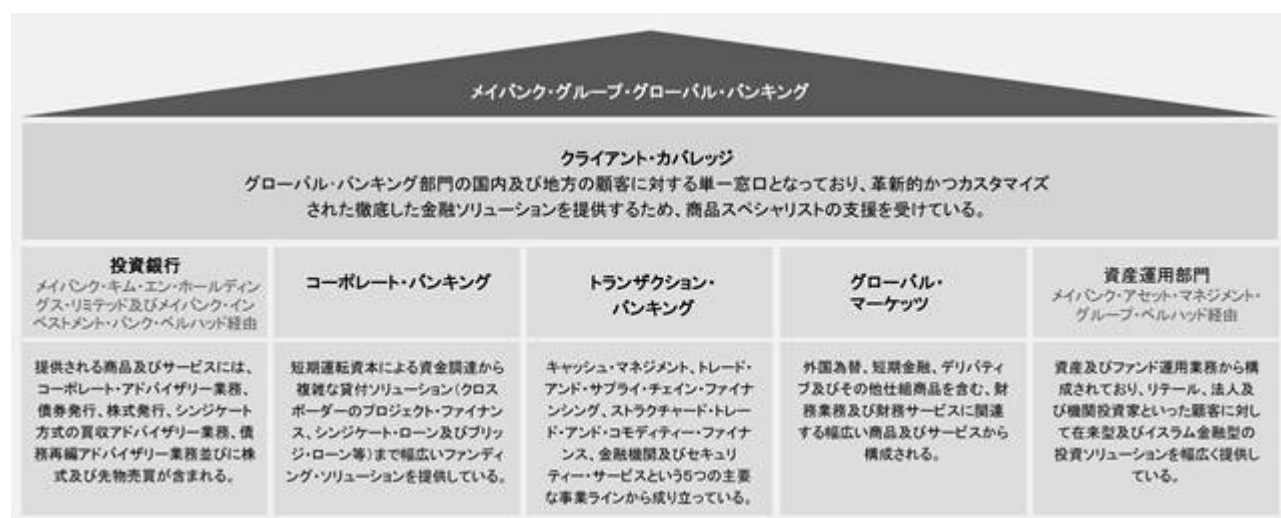 メイバンク・グループ・グローバル・バンキング
クライアント・カバレッジ
グローバル・バンキング部門の国内及び地方の顧客に対する単一窓口となっており、革新的かつカスタマイズ
された徹底した金融ソリューションを提供するため、商品スペシャリストの支援を受けている。
投資銀行
メイバンク・キム・エン・ホールディン
グス・リミテッド及びメイバンク・イン
ベストメント・バンク・ベルハッド経由
提供される商品及びサービスには、
コーポレート・アドバイザリー業務、
債券発行、株式発行、シンジケート
方式の買収アドバイザリー業務、債
務再編アドバイザリー業務並びに株
式及び先物売買が含まれる。
コーポレート・バンキング
短期運転資本による資金調達から
複雑な貸付ソリューション(クロス
ボーダーのプロジェクト・ファイナン
ス、シンジケート・ローン及びブリッ
ジ・ローン等)まで幅広いファンディ
ング・ソリューションを提供している。
トランザクション・
バンキング
キャッシュ・マネジメント、トレード・
アンド・サプライ・チェイン・ファイナ
ンシング、ストラクチャード・トレー
ド・アンド・コモディティー・ファイナ
ンス、金融機関及びセキュリ
ティー・サービスという5つの主要
な事業ラインから成り立っている。
グローバル・
マーケッツ
外国為替、短期金融、デリバティ
ブ及びその他仕組商品を含む、財
務業務及び財務サービスに関連
する幅広い商品及びサービスから
構成される。
資産運用部門
メイバンク・アセット・マネジメント・
グループ・ベルハッド経由
資産及びファンド運用業務から構
成されており、リテール、法人及
び機関投資家といった顧客に対し
て在来型及びイスラム金融型の
投資ソリューションを幅広く提供し
ている。